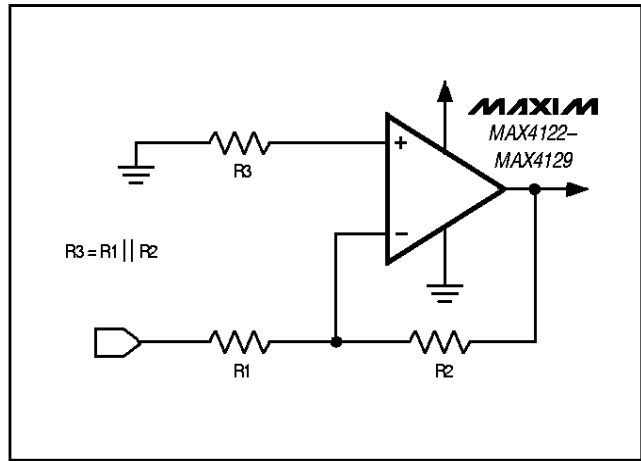 MAXIM
MAX4122–
MAX4129
+
R3
−
R3 = R1 || R2
R1
R2